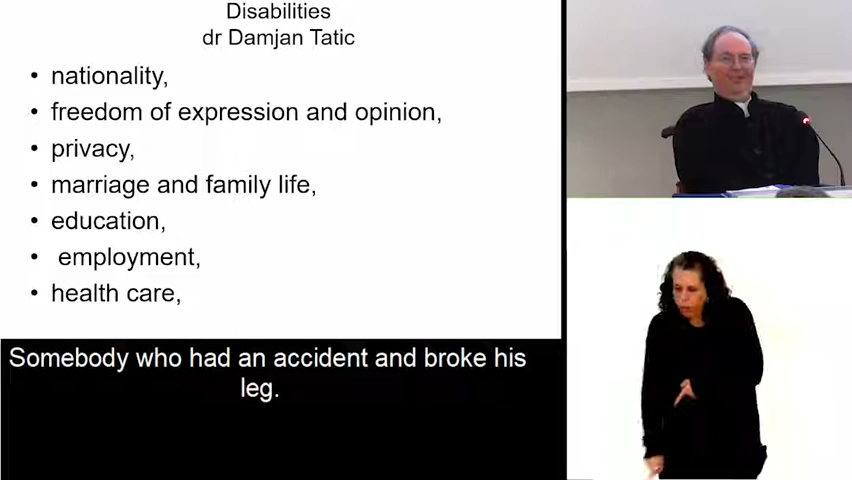 Disabilities
dr Damjan Tatic
• nationality,
• freedom of expression and opinion,
• privacy,
• marriage and family life,
• education,
• employment,
• health care,
Somebody who had an accident and broke his
leg.